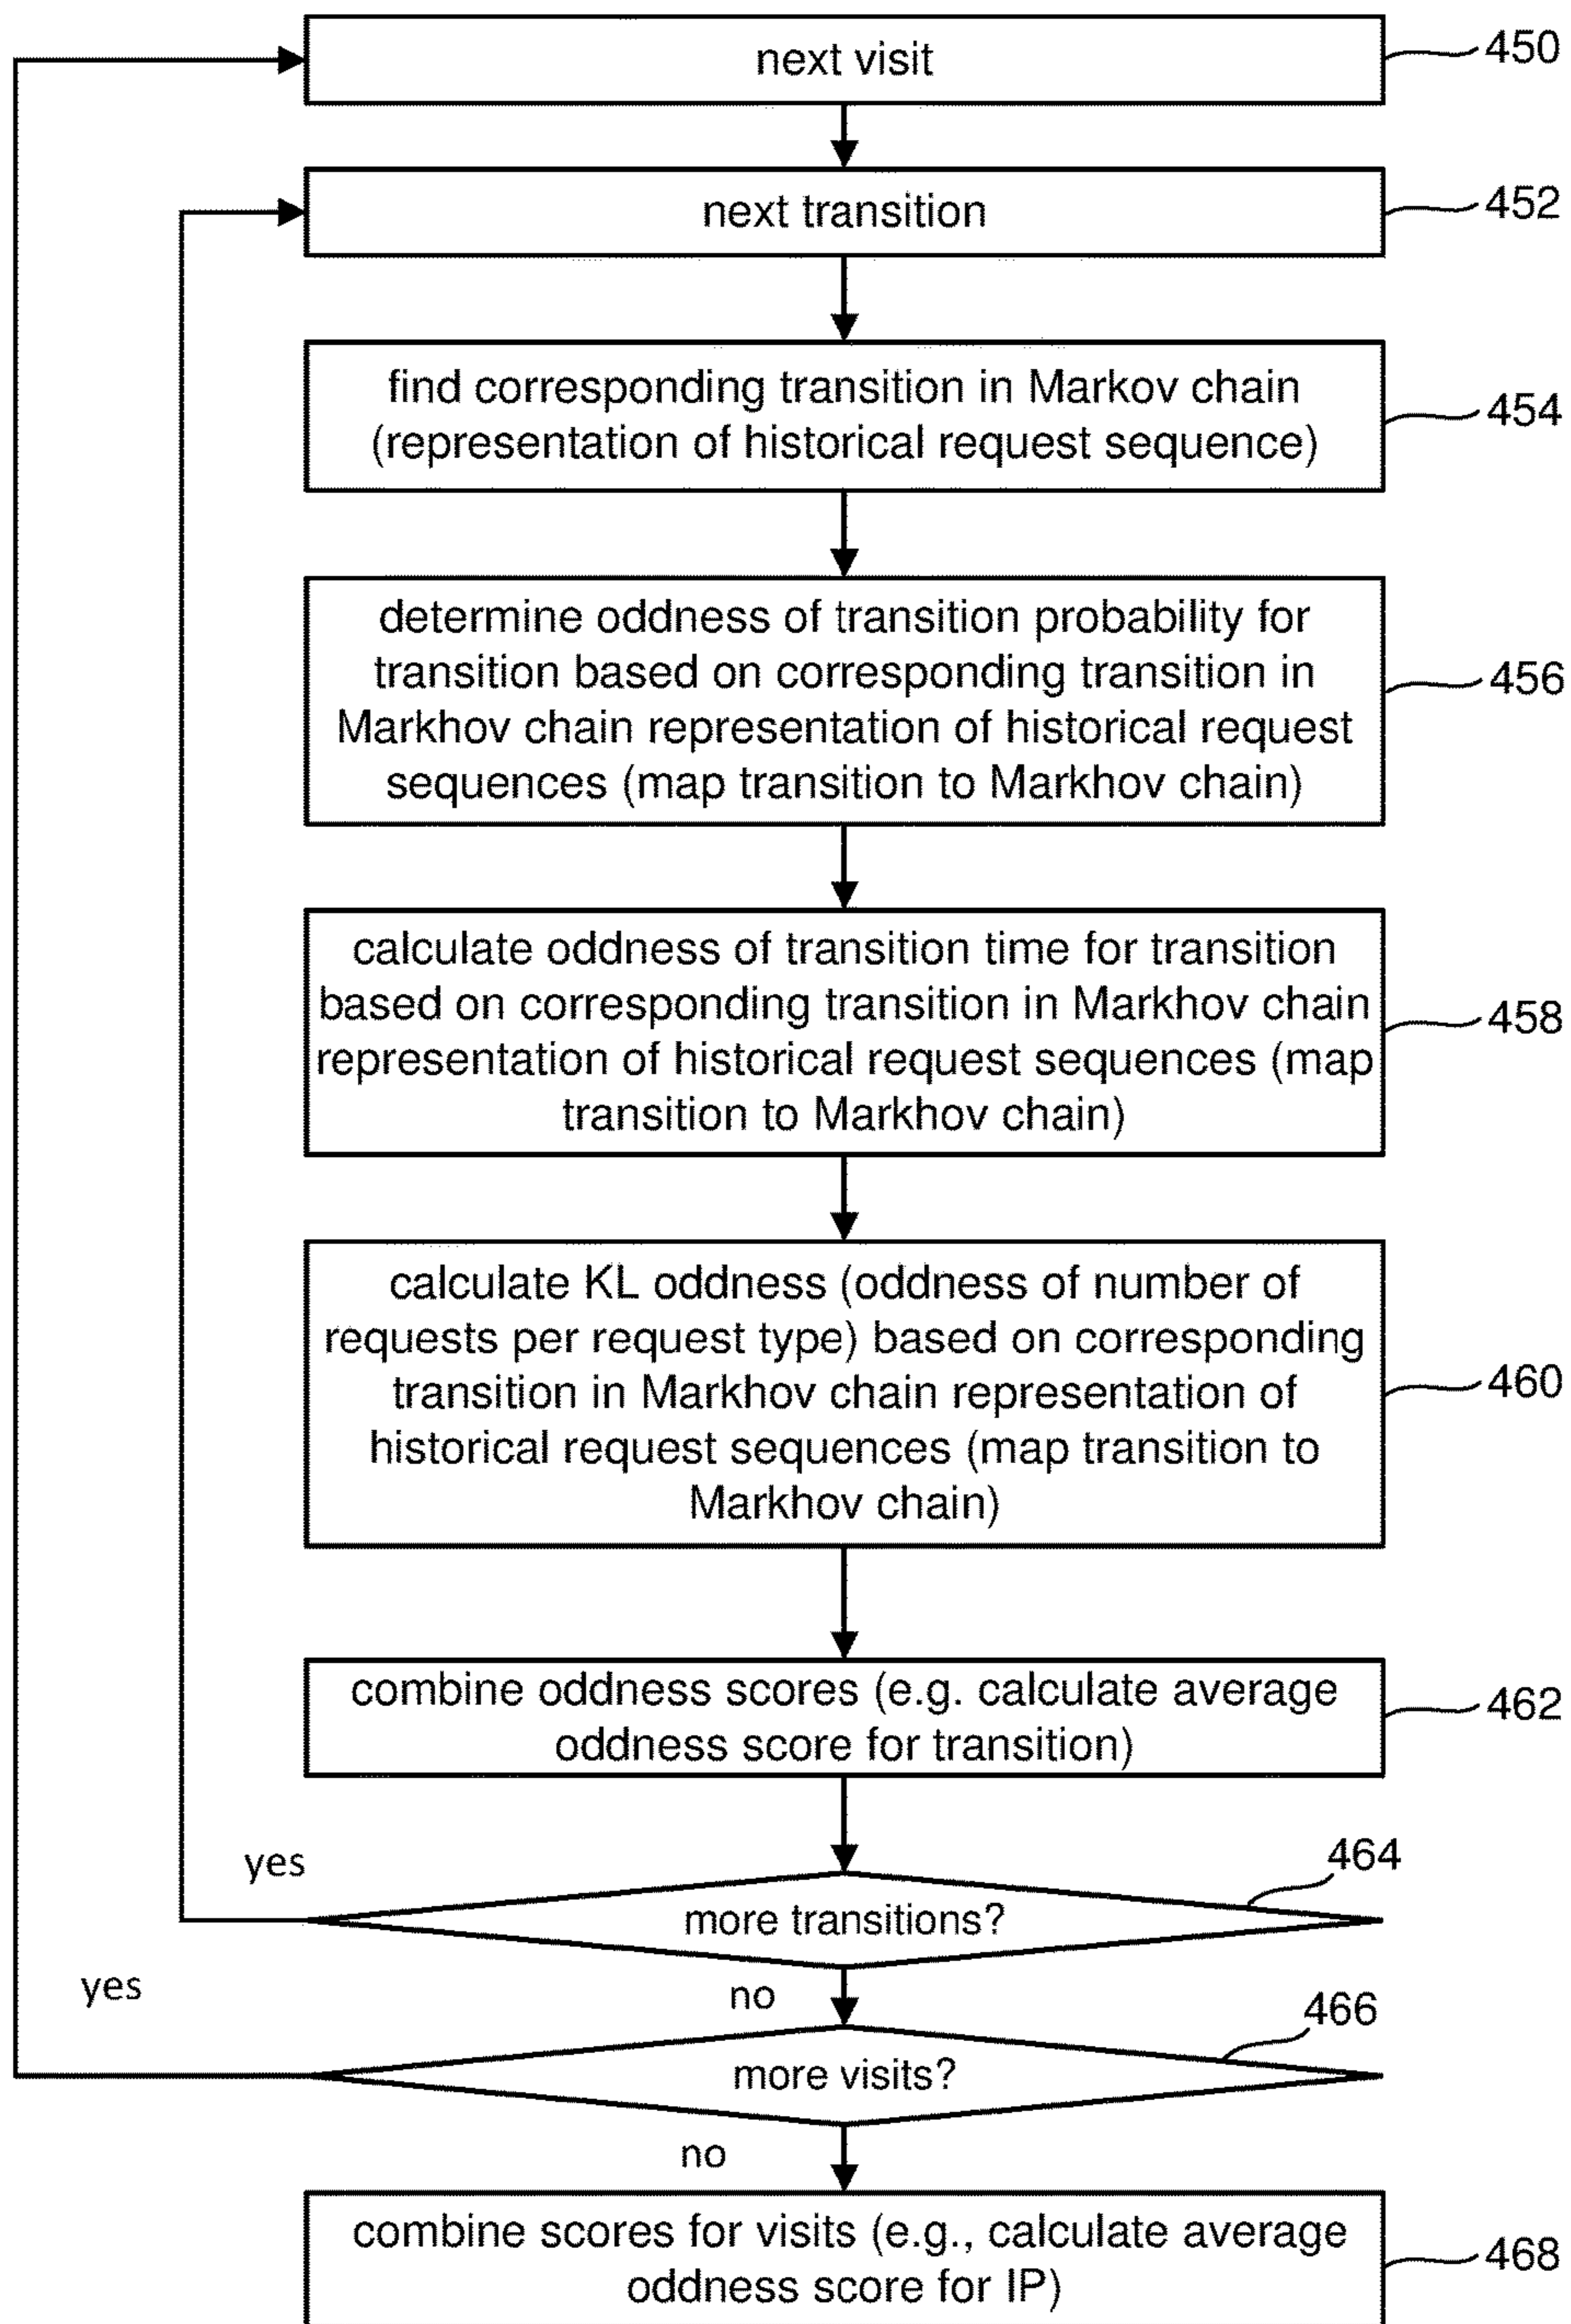 next visit
450
next transition
452
find corresponding transition in Markov chain
(representation of historical request sequence)
454
determine oddness of transition probability for
transition based on corresponding transition in
Markhov chain representation of historical request
sequences (map transition to Markhov chain)
456
calculate oddness of transition time for transition
based on corresponding transition in Markhov chain
representation of historical request sequences (map
transition to Markhov chain)
458
calculate KL oddness (oddness of number of
requests per request type) based on corresponding
transition in Markhov chain representation of
historical request sequences (map transition to
Markhov chain)
460
combine oddness scores (e.g. calculate average
oddness score for transition)
462
yes
464
more transitions?
yes
no
466
more visits?
no
combine scores for visits (e.g., calculate average
oddness score for IP)
468